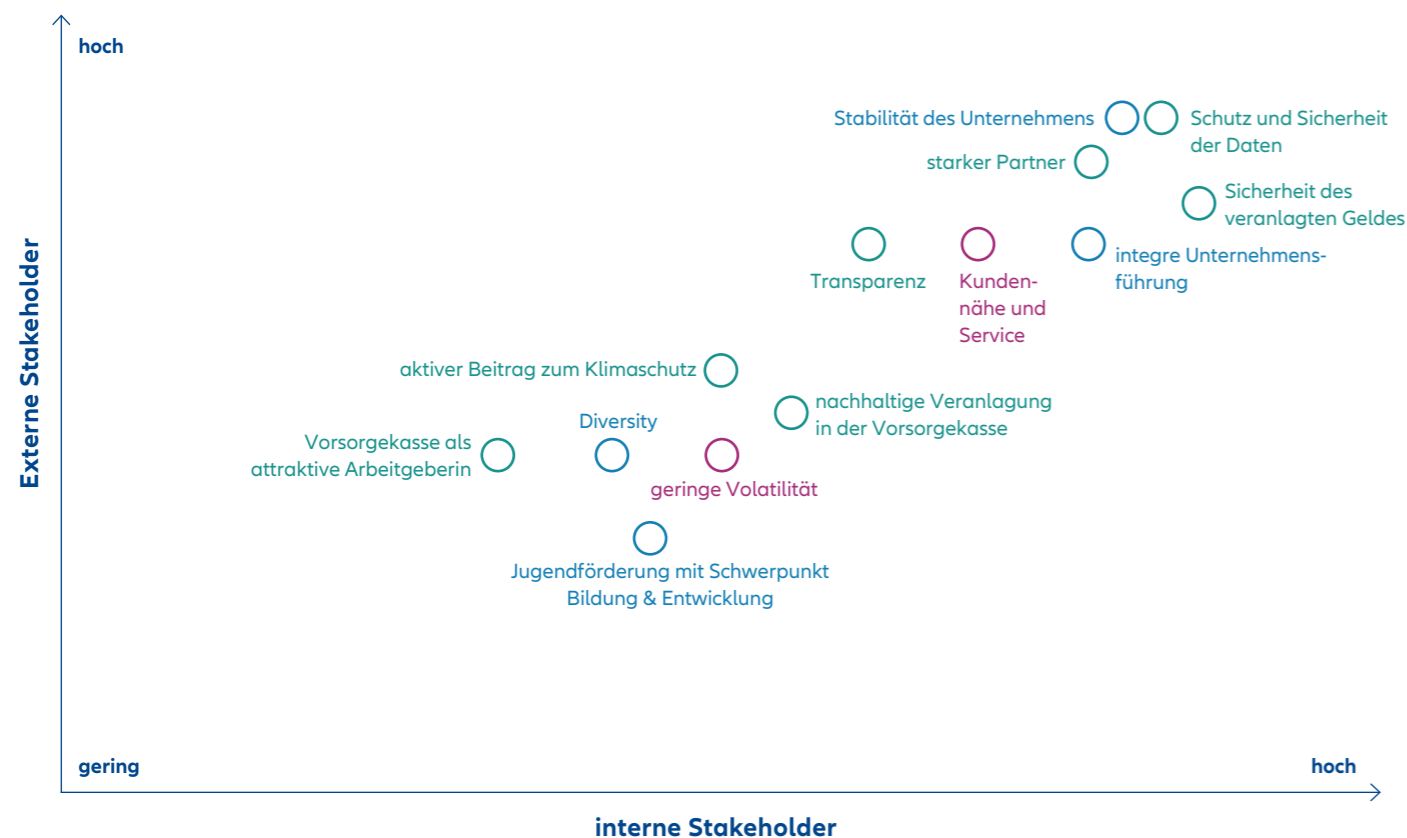 hoch
Stabilität des Unternehmens
Schutz und Sicherheit
der Daten
starker Partner
Sicherheit des
veranlagten Geldes
integre Unternehmens-
führung
Transparenz
Kunden-
nähe und
Service
Externe Stakeholder
aktiver Beitrag zum Klimaschutz
nachhaltige Veranlagung
in der Vorsorgekasse
Diversity
Vorsorgekasse als
attraktive Arbeitgeberin
geringe Volatilität
Jugendförderung mit Schwerpunkt
Bildung & Entwicklung
gering
hoch
interne Stakeholder